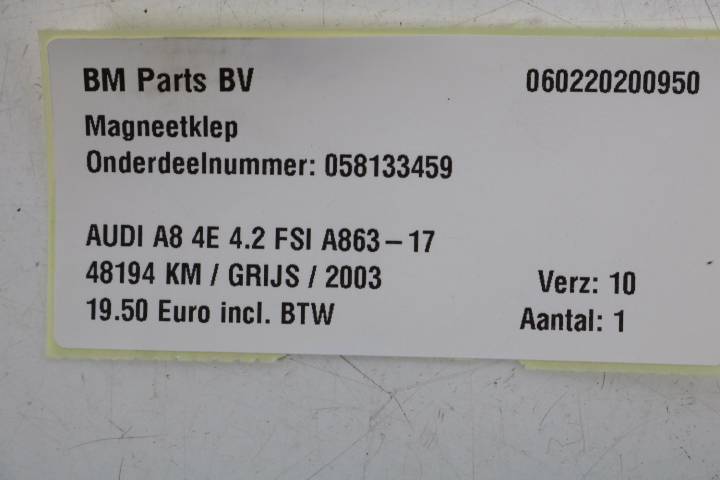 BM Parts BV 060220200950
Magneetklep
Onderdeelnummer: 058133459
AUDI A8 4E 4.2 FSI A863-17
48194 KM / GRIJS / 2003 Verz: 10
19.50 Euro incl. BTW Aantal: 1